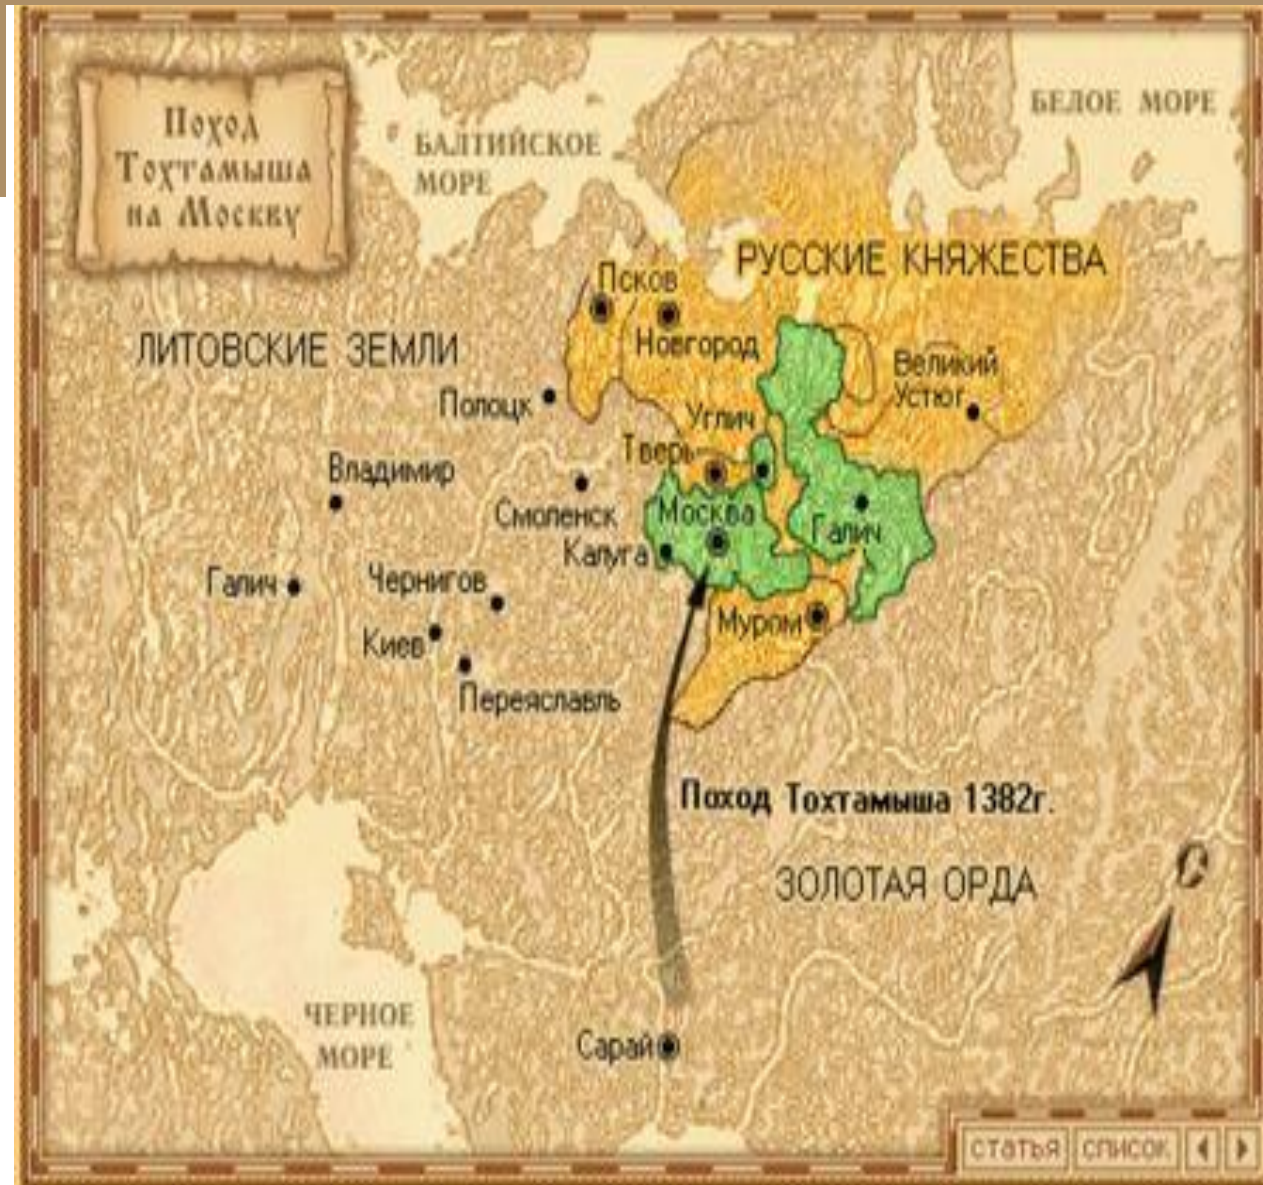 Поход
Тохтамыша
на Москву
БАЛТИЙСКОЕ
МОРЕ
БЕЛОЕ МОРЕ
РУССКИЕ КНЯЖЕСТВА
Псков
Новгород
ЛИТОВСКИЕ ЗЕМЛИ
Великий
Устюг
Полоцк
Углич
Тверь
Владимир
Смоленск
Москва
Галич
Калуга
Галич
Чернигов
Киев
Муром
Переяславль
Поход Тохтамыша 1382г.
ЗОЛОТАЯ ОРДА
С
ЧЕРНОЕ
МОРЕ
Сарай
статья список